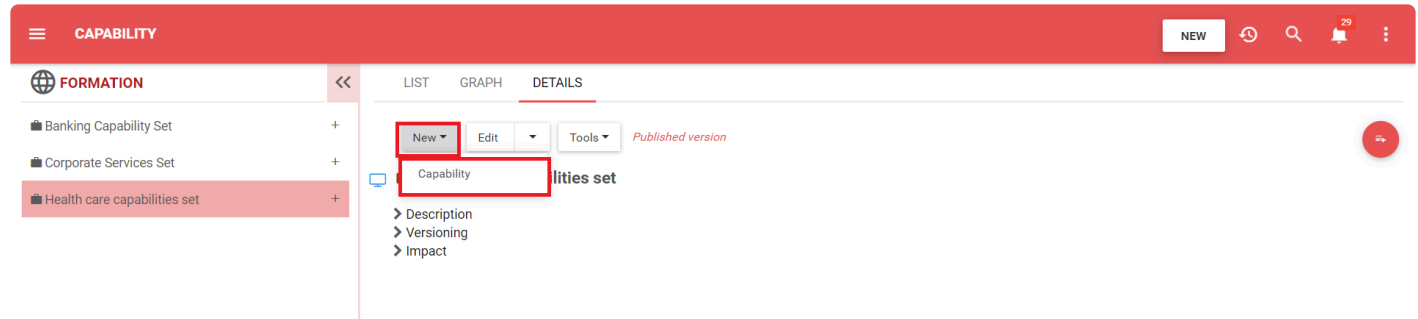 CAPABILITY
NEW
29
FORMATION
LIST GRAPH DETAILS
Banking Capability Set +
New Edit Tools Published version
Corporate Services Set +
Capability
lities set
Health care capabilities set +
Description
Versioning
Impact